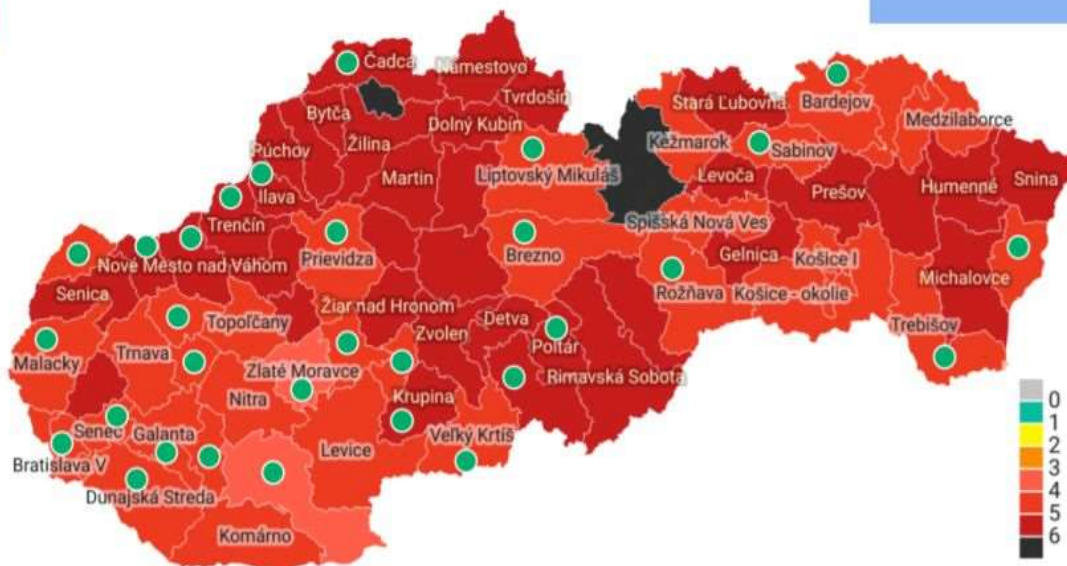 Čadca
Námestovo
Tvrdošín
Bytča
Dolný Kubín
Žilina
Púchov
Ilava
Martin
Trenčín
Liptovský Mikuláš
Stará Ľubovňa
Kežmarok
Bardejov
Medzilaborce
Sabinov
Levoča
Prešov
Humenné
Snina
Spišská Nová Ves
Nové Mesto nad Váhom
Prievidza
Brezno
Gelnica
Košice I
Michalovce
Senica
Rožňava
Košice - okolie
Topoľčany
Žiar nad Hronom
Zvolen
Detva
Poltár
Trebišov
Malacky
Trnava
Zlaté Moravce
Rimavská Sobota
Nitra
Krupina
Senec
Galanta
Levice
Veľký Krtíš
Bratislava V
Dunajská Streda
Komárno
0
1
2
3
4
5
6